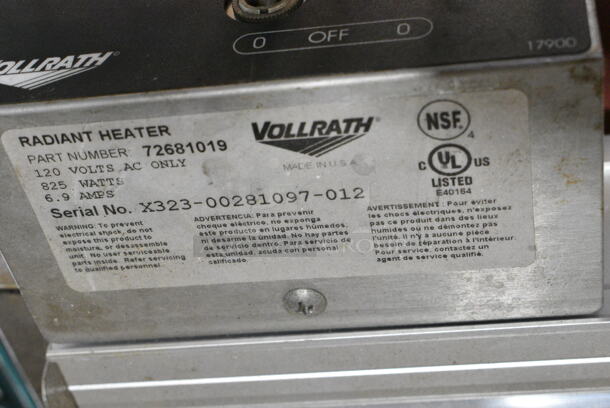 0 OFF 0
17900
VOLLRATH
RADIANT HEATER
PART NUMBER: 72681019
120 VOLTS AC ONLY
825 WATTS
6.9 AMPS
Serial No. X323-00281097-012
VOLLRATH
MADE IN U.S.A.
NSF. 4
C UL US
LISTED
E40164
WARNING: To prevent
electrical shock, de not
expose this product to
moisture, or desassemble
unit. No user serviceable
parts inside. Refer servicing
to qualified personnel.
ADVERTENCIA: Para prevenir
cheque eléctrico, no exponga
este producto en lugares húmedos,
ni desarme la unidad. No hay partes
de servicio dentro. Para servicio de
esta unidad, acuda con personal
calificado.
AVERTISSEMENT: Pour éviter
les chocs électriques, n'exposez
pas ce produit dans des lieux
humides ou ne démontez pas
l'unité. Il n'y a aucune pièce
besoin de réparation à l'intérieur.
Pour service, contactez un
agent de service qualifié.